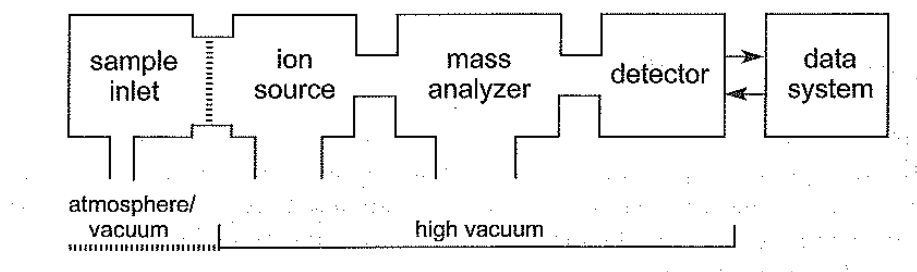 sample
inlet
ion
source
mass
analyzer
detector
data
system
atmosphere/
vacuum
high vacuum